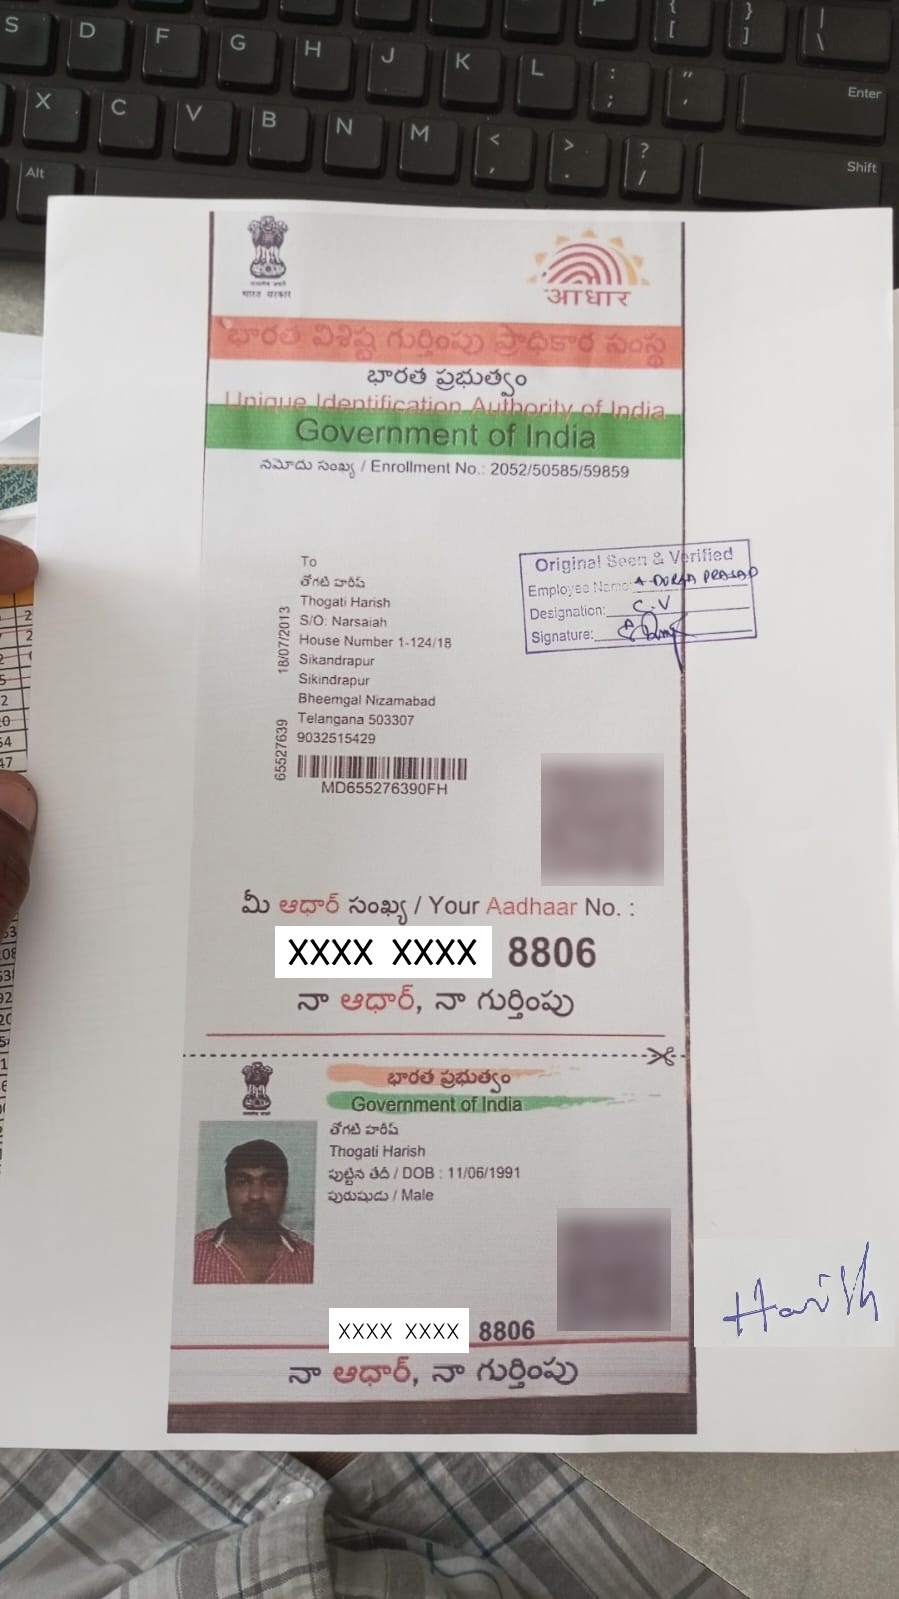 S D F G H J K L : ; " ' Enter
{ [ } ] | \
X C V B N M < , > . ? / Shift
Alt
भारत सरकार
आधार
భారత విశిష్ట గుర్తింపు ప్రాధికార సంస్థ
భారత ప్రభుత్వం
Unique Identification Authority of India
Government of India
నమోదు సంఖ్య / Enrollment No.: 2052/50585/59859
To
తోగటి హరీష్
Thogati Harish
S/O: Narsaiah
House Number 1-124/18
Sikandrapur
Sikindrapur
Bheemgal Nizamabad
Telangana 503307
9032515429
18/07/2013
65527639
MD655276390FH
Original Seen & Verified
Employee Name: A. DURGA PRASAD
Designation: C.V
Signature:
మీ ఆధార్ సంఖ్య / Your Aadhaar No. :
XXXX XXXX 8806
నా ఆధార్, నా గుర్తింపు
భారత ప్రభుత్వం
Government of India
తోగటి హరీష్
Thogati Harish
పుట్టిన తేదీ / DOB : 11/06/1991
పురుషుడు / Male
Harish
XXXX XXXX 8806
నా ఆధార్, నా గుర్తింపు